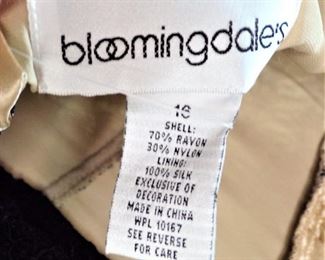 bloomingdale's
16
SHELL:
70% RAYON
30% NYLON
LINING:
100% SILK
EXCLUSIVE OF
DECORATION
MADE IN CHINA
WPL 10167
SEE REVERSE
FOR CARE